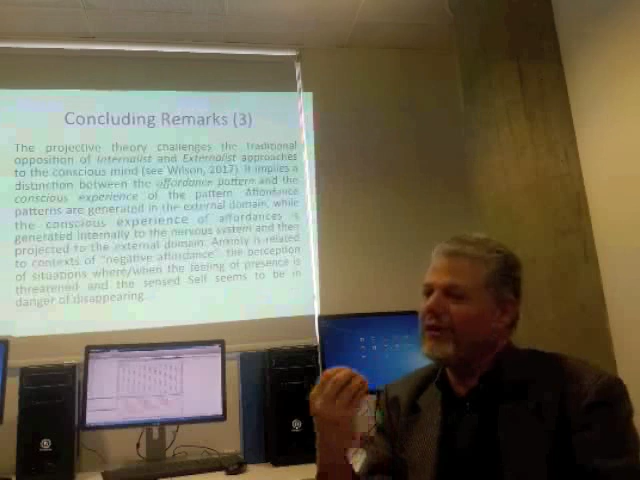 Concluding Remarks (3)
The projective theory challenges the traditional
opposition of Internalist and Externalist approaches
to the conscious mind (see Wilson, 2017). It implies a
distinction between the affordance pattern and the
conscious experience of the pattern. Affordance
patterns are generated in the external domain, while
the conscious experience of affordances is
generated internally to the nervous system and then
projected to the external domain. Anxiety is related
to contexts of "negative affordance", the perception
of situations where/when the feeling of presence is
threatened and the sensed Self seems to be in
danger of disappearing.